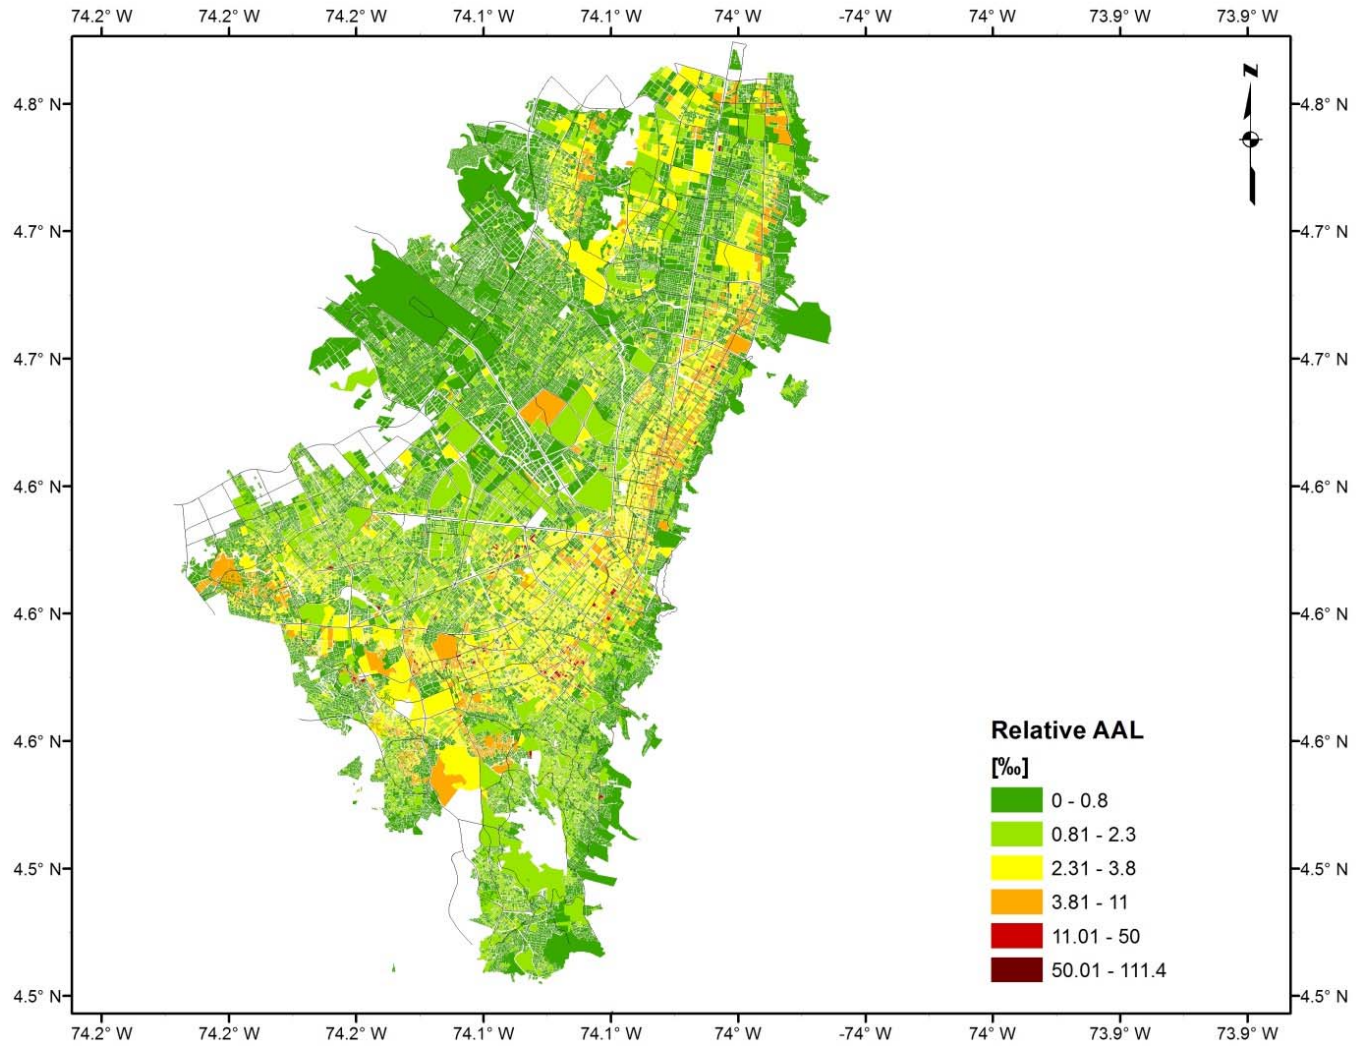 74.2° W 74.2° W 74.2° W 74.1° W 74.1° W 74° W -74° W 74° W 73.9° W 73.9° W
N
4.8° N 4.8° N
4.7° N 4.7° N
4.7° N 4.7° N
4.6° N 4.6° N
4.6° N 4.6° N
Relative AAL
4.6° N 4.6° N
[‰]
0 - 0.8
0.81 - 2.3
4.5° N 2.31 - 3.8 4.5° N
3.81 - 11
11.01 - 50
50.01 - 111.4
4.5° N 4.5° N
74.2° W 74.2° W 74.2° W 74.1° W 74.1° W 74° W -74° W 74° W 73.9° W 73.9° W